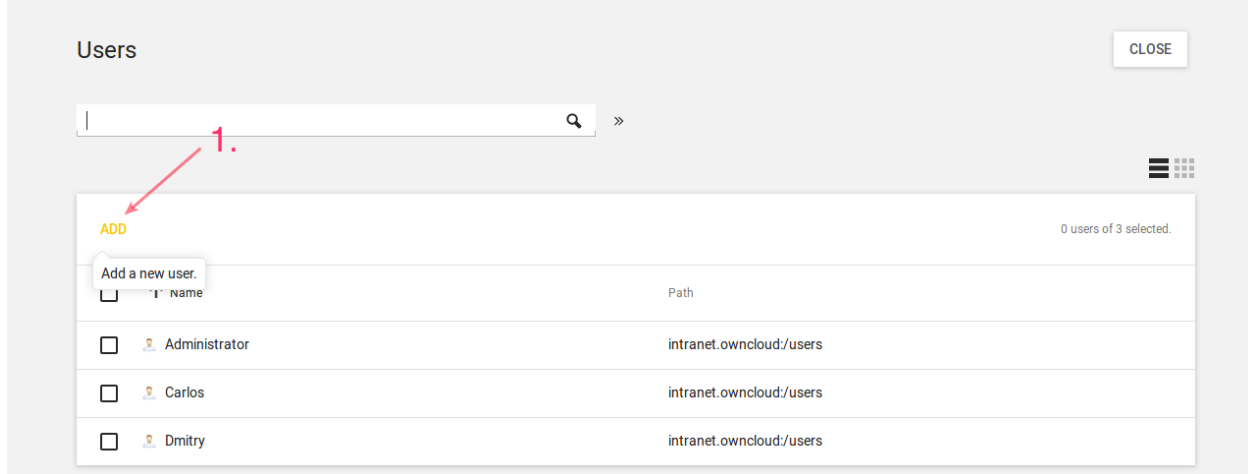 Users
CLOSE
»
1.
ADD
0 users of 3 selected.
Add a new user.
Name
Path
Administrator
intranet.owncloud:/users
Carlos
intranet.owncloud:/users
Dmitry
intranet.owncloud:/users